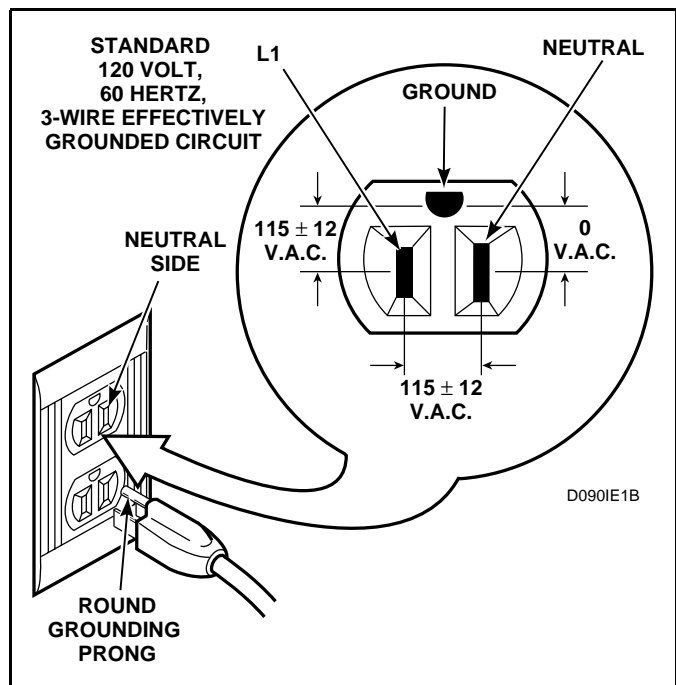 STANDARD
120 VOLT,
60 HERTZ,
3-WIRE EFFECTIVELY
GROUNDED CIRCUIT
L1
NEUTRAL
GROUND
115 ± 12
V.A.C.
0
V.A.C.
NEUTRAL
SIDE
115 ± 12
V.A.C.
D090IE1B
ROUND
GROUNDING
PRONG